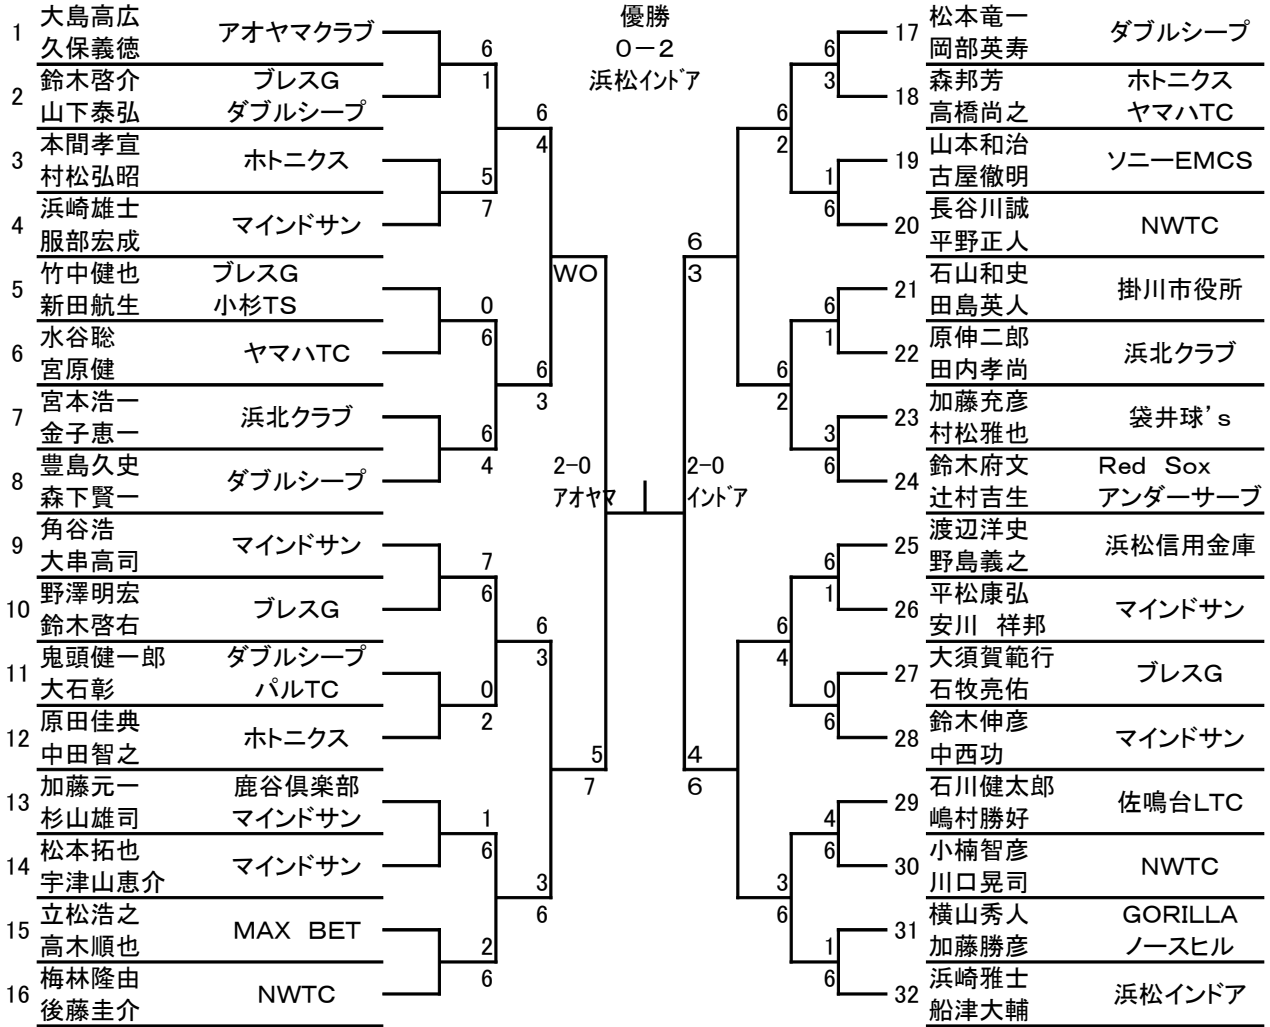 優勝
0－2
浜松インドア
1 大島高広 久保義徳 アオヤマクラブ
2 鈴木啓介 ブレスG
山下泰弘 ダブルシープ
3 本間孝宣 村松弘昭 ホトニクス
4 浜崎雄士 服部宏成 マインドサン
5 竹中健也 ブレスG
新田航生 小杉TS
6 水谷聡 宮原健 ヤマハTC
7 宮本浩一 金子恵一 浜北クラブ
8 豊島久史 森下賢一 ダブルシープ
9 角谷浩 大串高司 マインドサン
10 野澤明宏 鈴木啓右 ブレスG
11 鬼頭健一郎 ダブルシープ
大石彰 パルTC
12 原田佳典 中田智之 ホトニクス
13 加藤元一 鹿谷倶楽部
杉山雄司 マインドサン
14 松本拓也 宇津山恵介 マインドサン
15 立松浩之 高木順也 MAX BET
16 梅林隆由 後藤圭介 NWTC
6
1
5
7
0
6
6
4
7
6
0
2
1
6
2
6
6
4
6
3
6
3
3
6
WO
5
7
2-0
アオヤマ
2-0
インドア
6
3
4
6
6
2
6
2
6
4
3
6
6
3
1
6
6
1
3
6
6
1
0
6
4
6
1
6
17 松本竜一 岡部英寿 ダブルシープ
18 森邦芳 ホトニクス
高橋尚之 ヤマハTC
19 山本和治 古屋徹明 ソニーEMCS
20 長谷川誠 平野正人 NWTC
21 石山和史 田島英人 掛川市役所
22 原伸二郎 田内孝尚 浜北クラブ
23 加藤充彦 村松雅也 袋井球’s
24 鈴木府文 Red Sox
辻村吉生 アンダーサーブ
25 渡辺洋史 野島義之 浜松信用金庫
26 平松康弘 安川　祥邦 マインドサン
27 大須賀範行 石牧亮佑 ブレスG
28 鈴木伸彦 中西功 マインドサン
29 石川健太郎 嶋村勝好 佐鳴台LTC
30 小楠智彦 川口晃司 NWTC
31 横山秀人 GORILLA
加藤勝彦 ノースヒル
32 浜崎雅士 船津大輔 浜松インドア